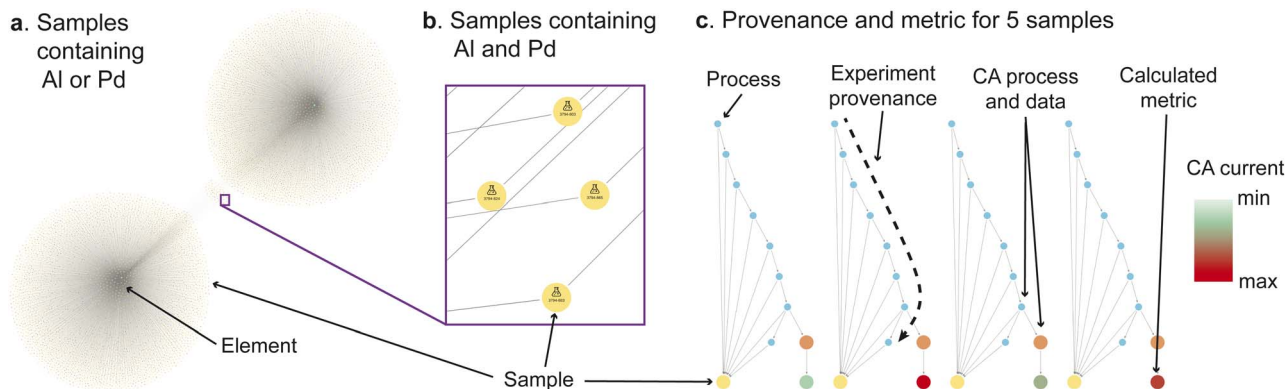 a. Samples
containing
Al or Pd
b. Samples containing
Al and Pd
c. Provenance and metric for 5 samples
Process
Experiment
provenance
CA process
and data
Calculated
metric
CA current
min
max
Element
Sample